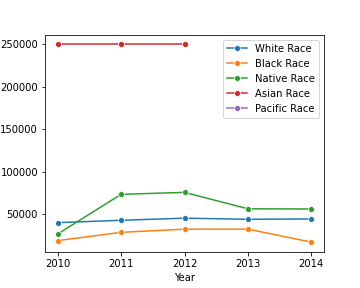 250000
200000
150000
100000
50000
White Race
Black Race
Native Race
Asian Race
Pacific Race
2010 2011 2012 2013 2014
Year